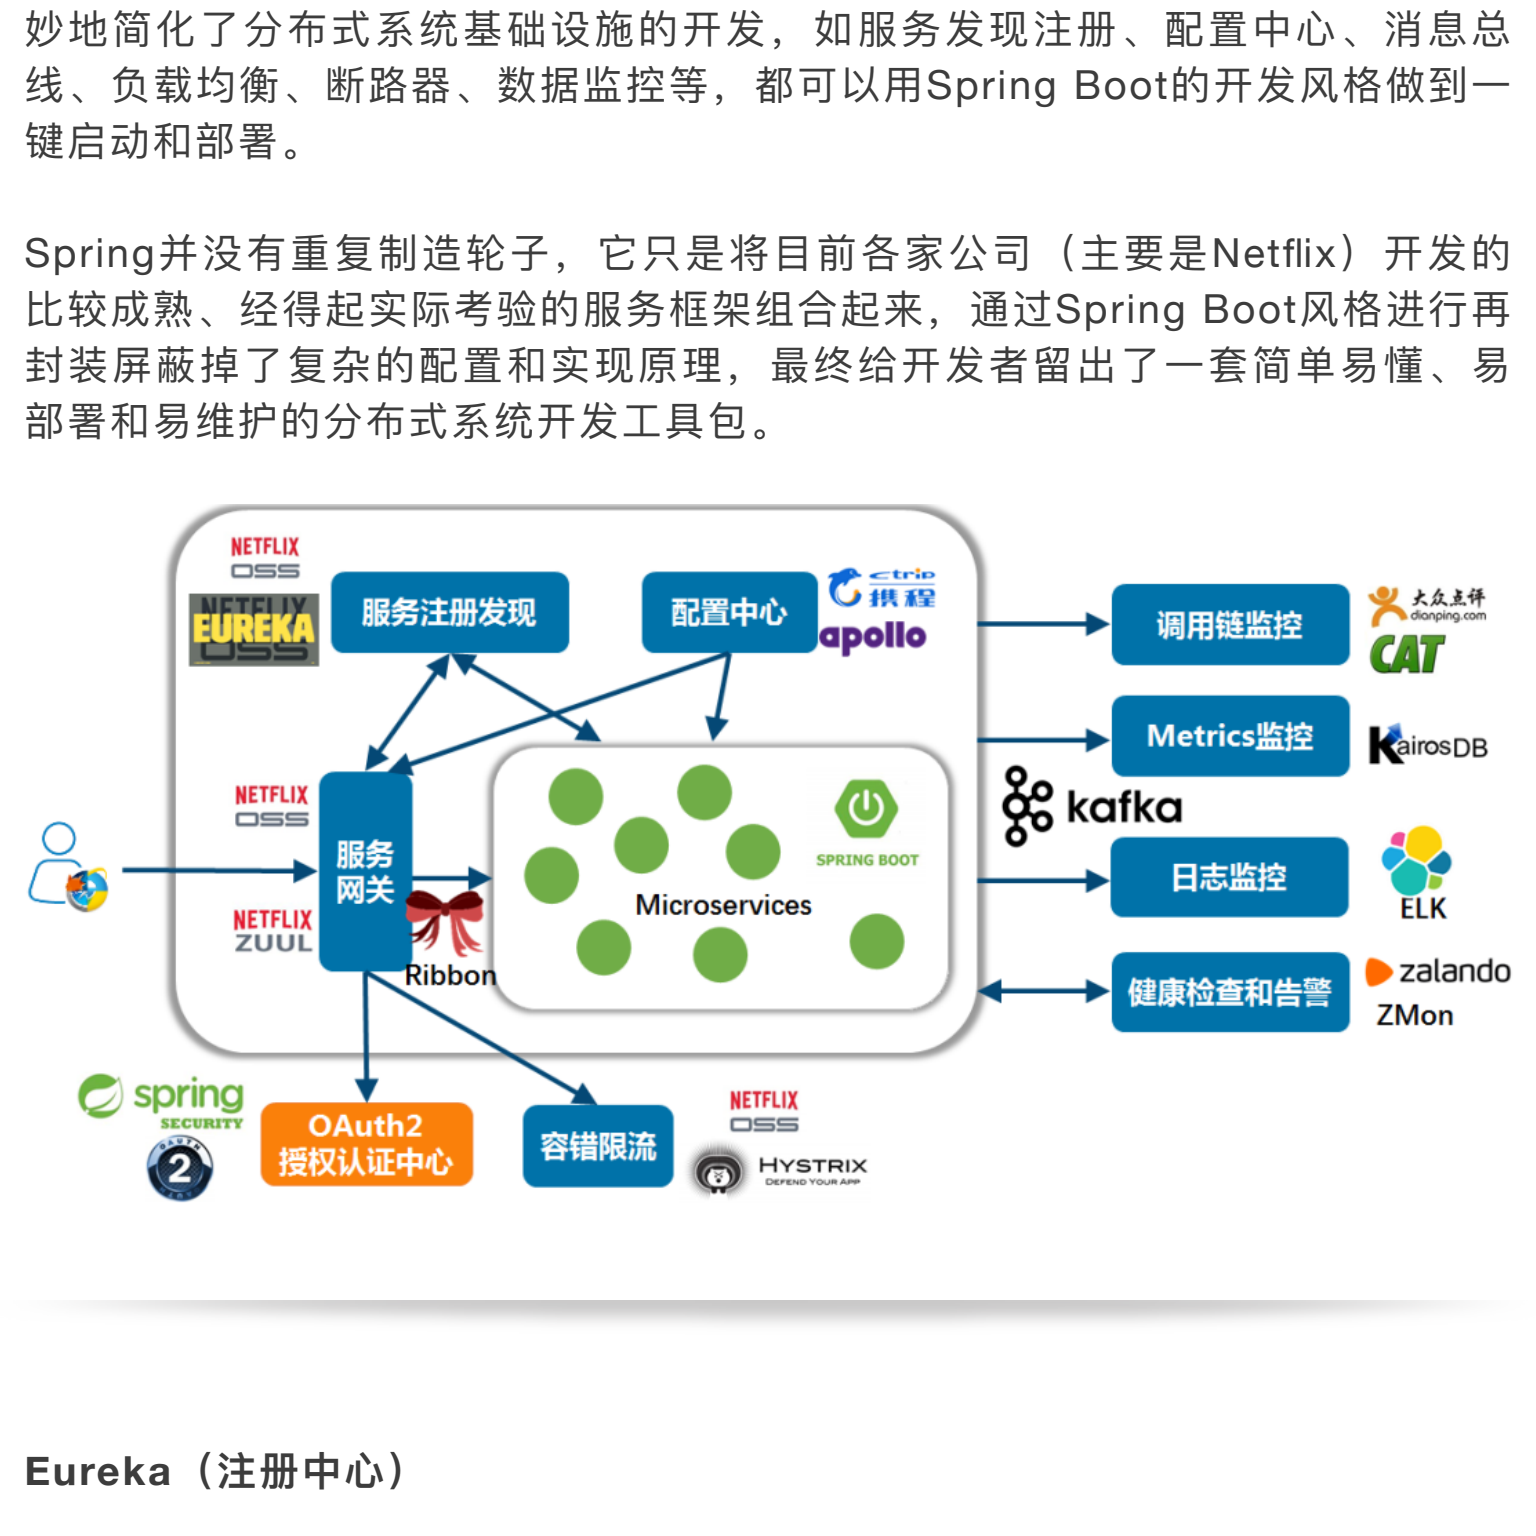 妙地简化了分布式系统基础设施的开发，如服务发现注册、配置中心、消息总
线、负载均衡、断路器、数据监控等，都可以用Spring Boot的开发风格做到一
键启动和部署。
Spring并没有重复制造轮子，它只是将目前各家公司（主要是Netflix）开发的
比较成熟、经得起实际考验的服务框架组合起来，通过Spring Boot风格进行再
封装屏蔽掉了复杂的配置和实现原理，最终给开发者留出了一套简单易懂、易
部署和易维护的分布式系统开发工具包。
NETFLIX
OSS
NETFLIX
EUREKA
OSS
服务注册发现
配置中心
ctrip
携程
apollo
调用链监控
大众点评
dianping.com
CAT
Metrics监控
KairosDB
NETFLIX
OSS
服务
网关
NETFLIX
ZUUL
Ribbon
SPRING BOOT
Microservices
kafka
日志监控
ELK
健康检查和告警
zalando
ZMon
spring
SECURITY
OAUTH
2
OAuth2
授权认证中心
容错限流
NETFLIX
OSS
HYSTRIX
DEFEND YOUR APP
Eureka（注册中心）